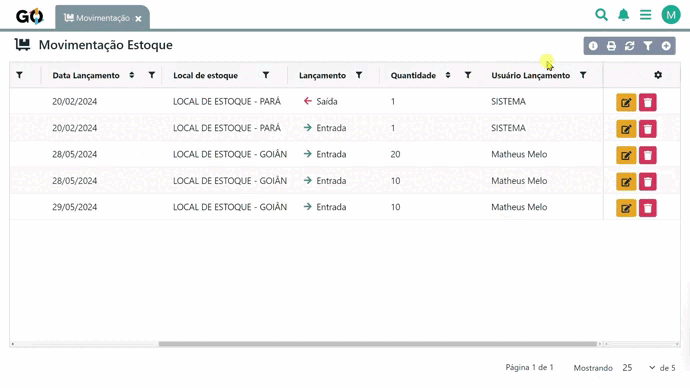 GO
Movimentação
M
Movimentação Estoque
Data Lançamento Local de estoque Lançamento Quantidade Usuário Lançamento
20/02/2024 LOCAL DE ESTOQUE - PARÁ Saída 1 SISTEMA
20/02/2024 LOCAL DE ESTOQUE - PARÁ Entrada 1 SISTEMA
28/05/2024 LOCAL DE ESTOQUE - GOIÂN Entrada 20 Matheus Melo
28/05/2024 LOCAL DE ESTOQUE - GOIÂN Entrada 10 Matheus Melo
29/05/2024 LOCAL DE ESTOQUE - GOIÂN Entrada 10 Matheus Melo
Página 1 de 1 Mostrando 25 de 5